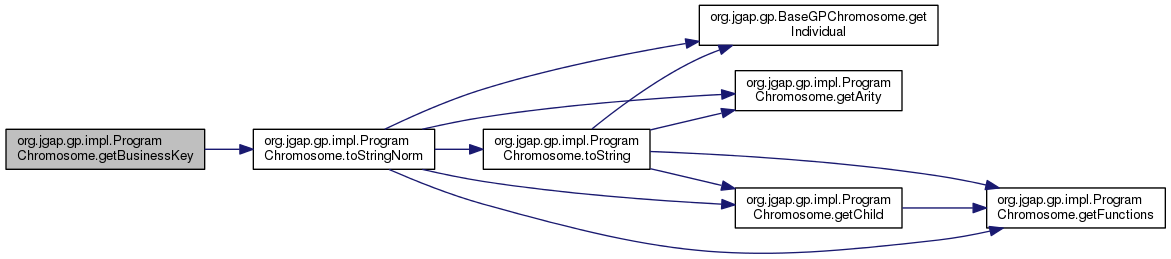 org.jgap.gp.impl.Program
Chromosome.getBusinessKey
org.jgap.gp.impl.Program
Chromosome.toStringNorm
org.jgap.gp.BaseGPChromosome.get
Individual
org.jgap.gp.impl.Program
Chromosome.getArity
org.jgap.gp.impl.Program
Chromosome.toString
org.jgap.gp.impl.Program
Chromosome.getChild
org.jgap.gp.impl.Program
Chromosome.getFunctions